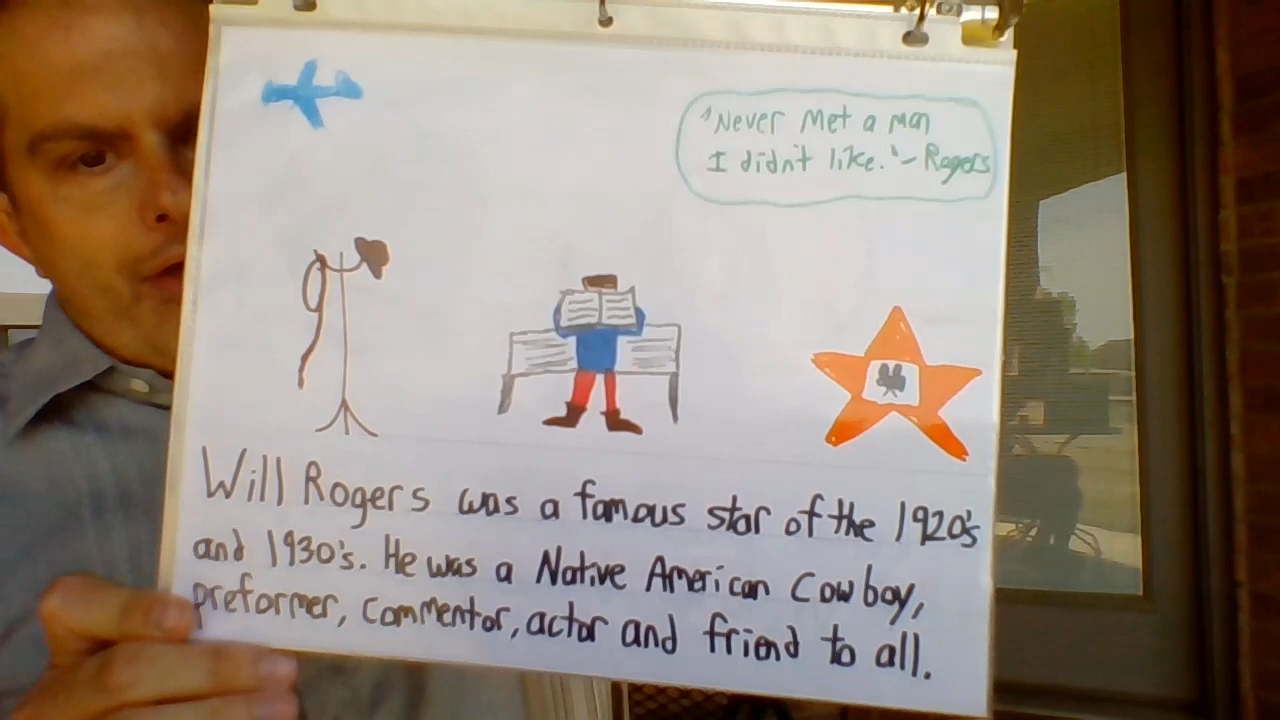 "Never Met a Man
I didn't like."- Rogers
Will Rogers was a famous star of the 1920's
and 1930's. He was a Native American Cowboy,
preformer, commentor, actor and friend to all.